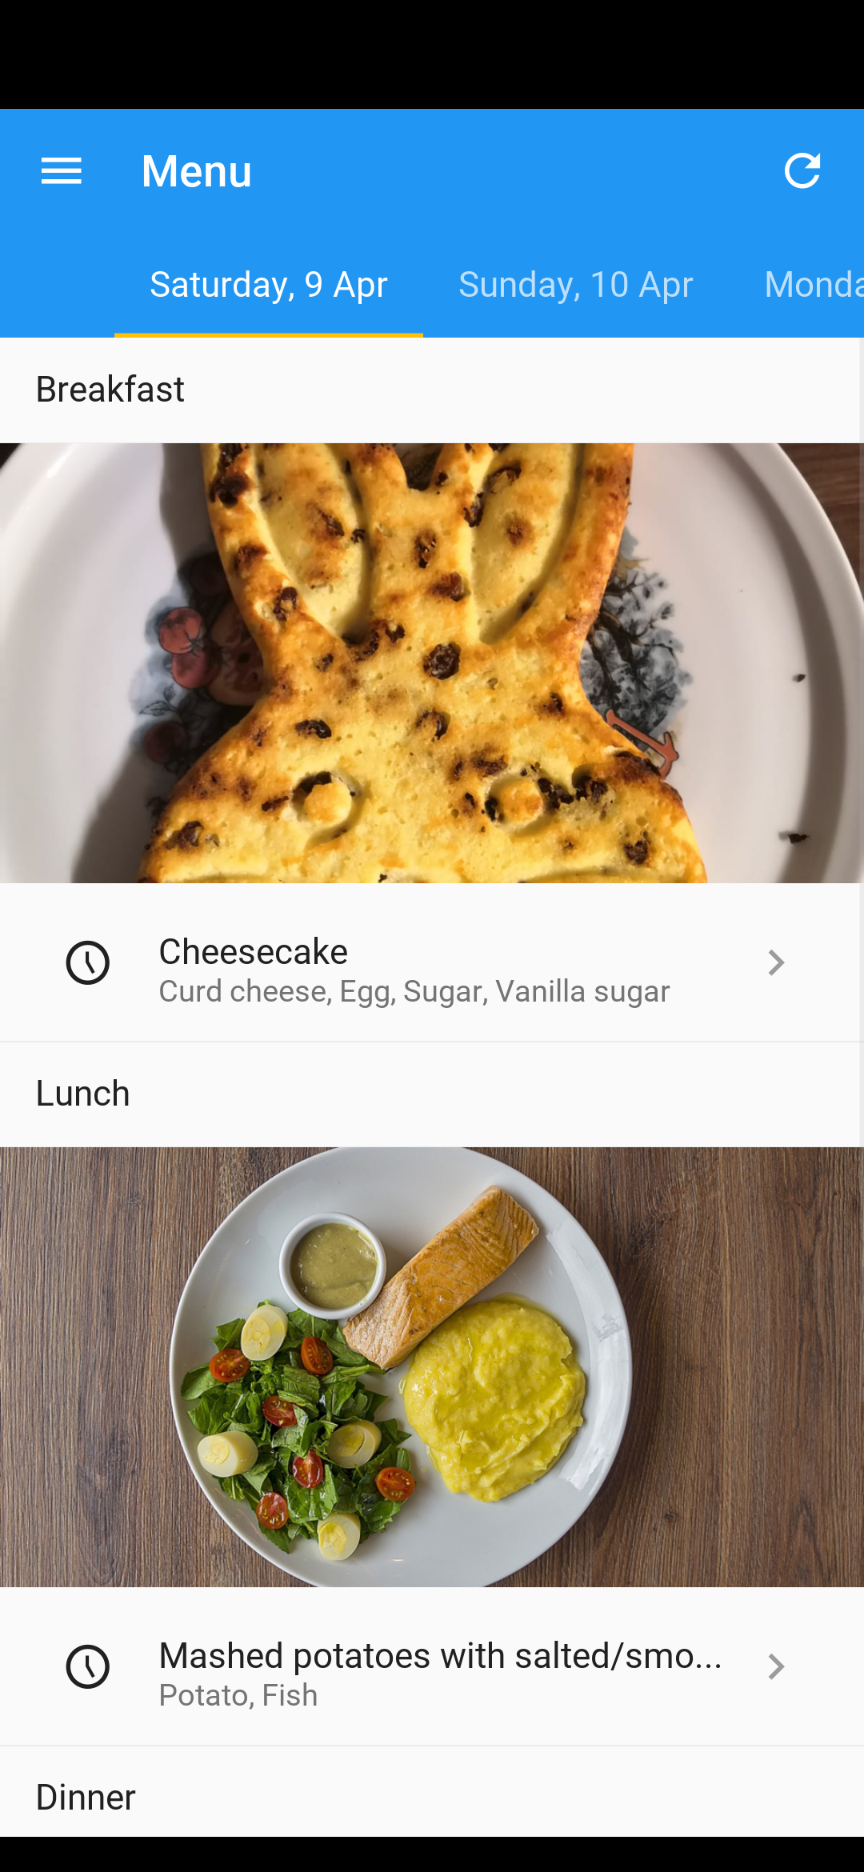 Menu
Saturday, 9 Apr
Sunday, 10 Apr
Monda
Breakfast
Cheesecake
Curd cheese, Egg, Sugar, Vanilla sugar
Lunch
Mashed potatoes with salted/smo...
Potato, Fish
Dinner